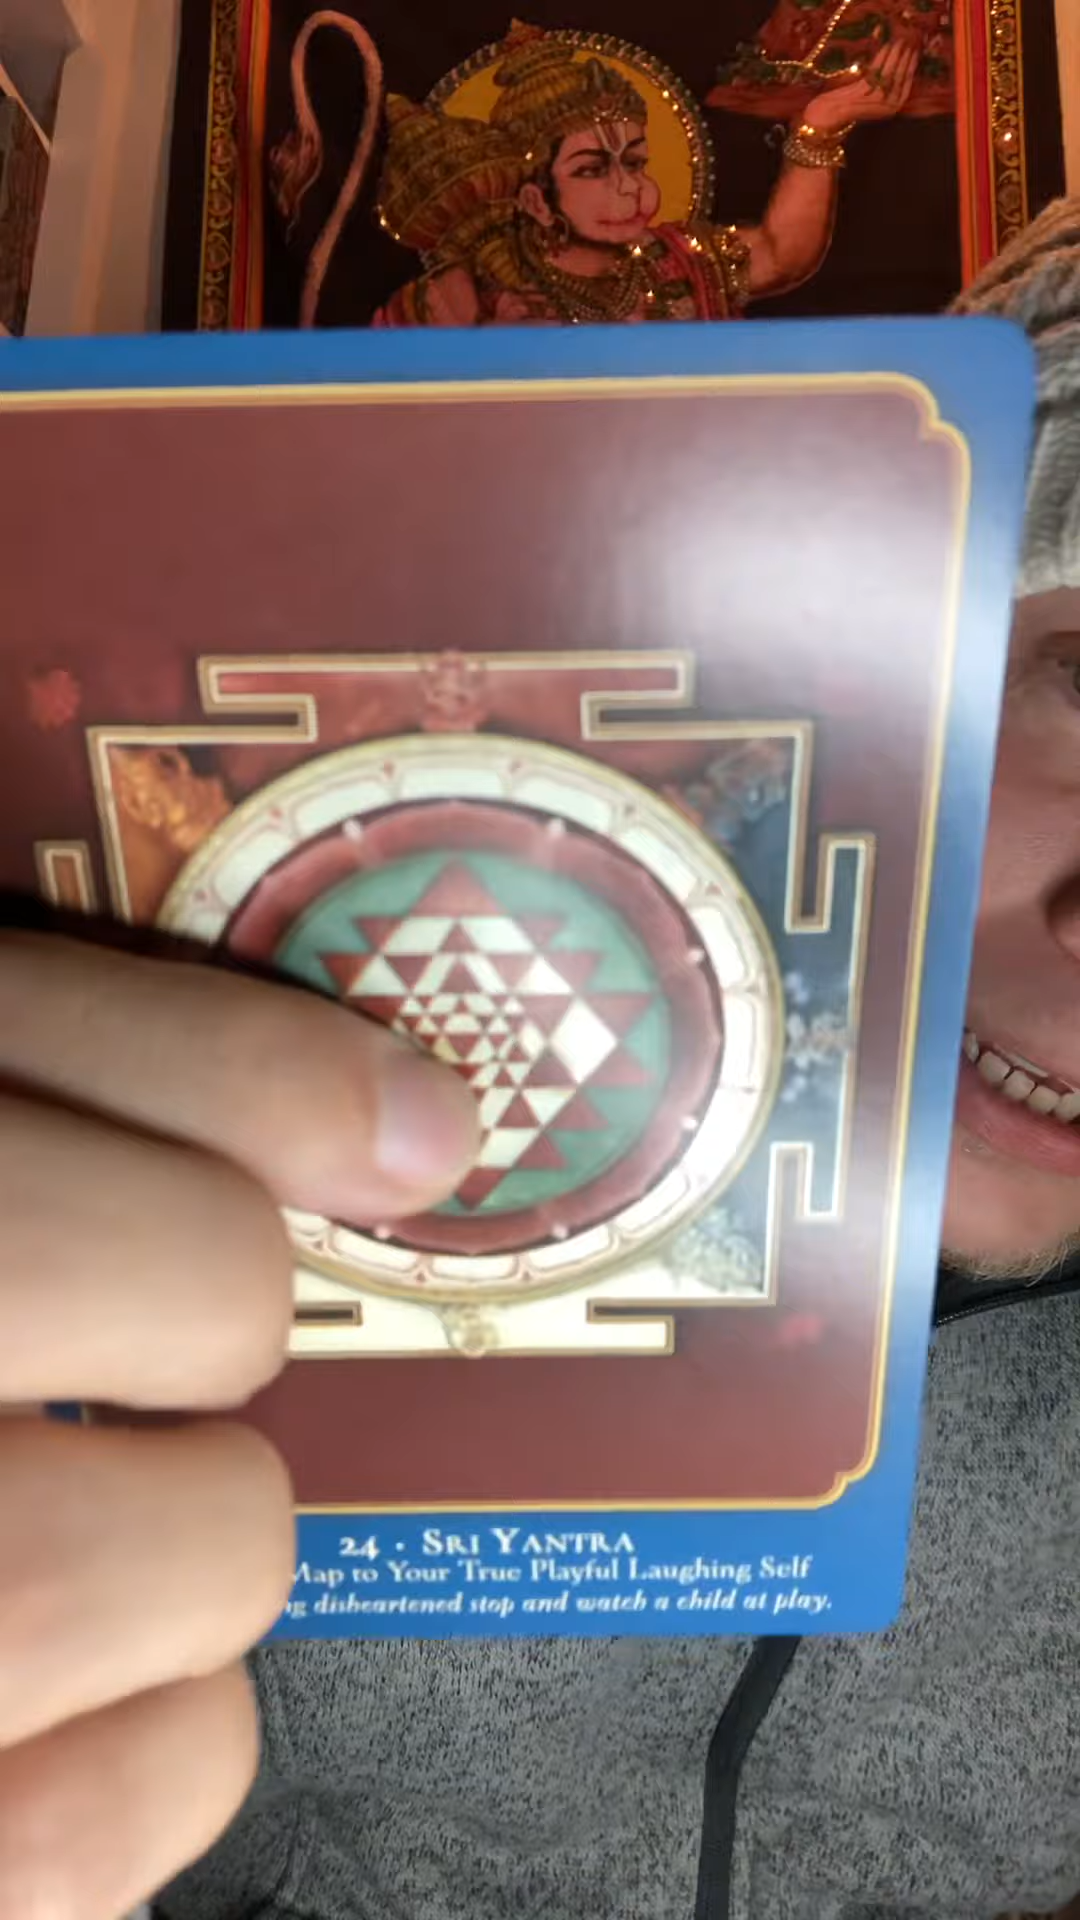 24 · Sri Yantra
Map to Your True Playful Laughing Self
disheartened stop and watch a child at play.